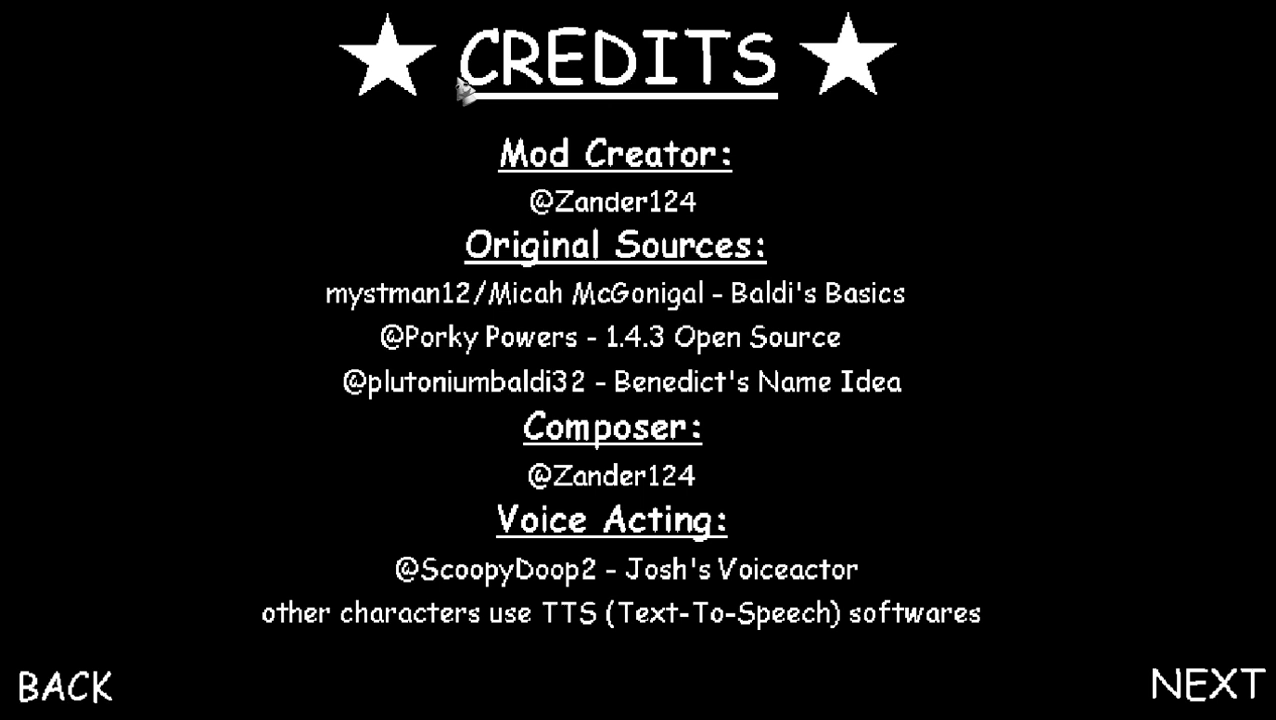 CREDITS
Mod Creator:
@Zander124
Original Sources:
mystman12/Micah McGonigal - Baldi's Basics
@Porky Powers - 1.4.3 Open Source
@plutoniumbaldi32 - Benedict's Name Idea
Composer:
@Zander124
Voice Acting:
@ScoopyDoop2 - Josh's Voiceactor
other characters use TTS (Text-To-Speech) softwares
BACK
NEXT